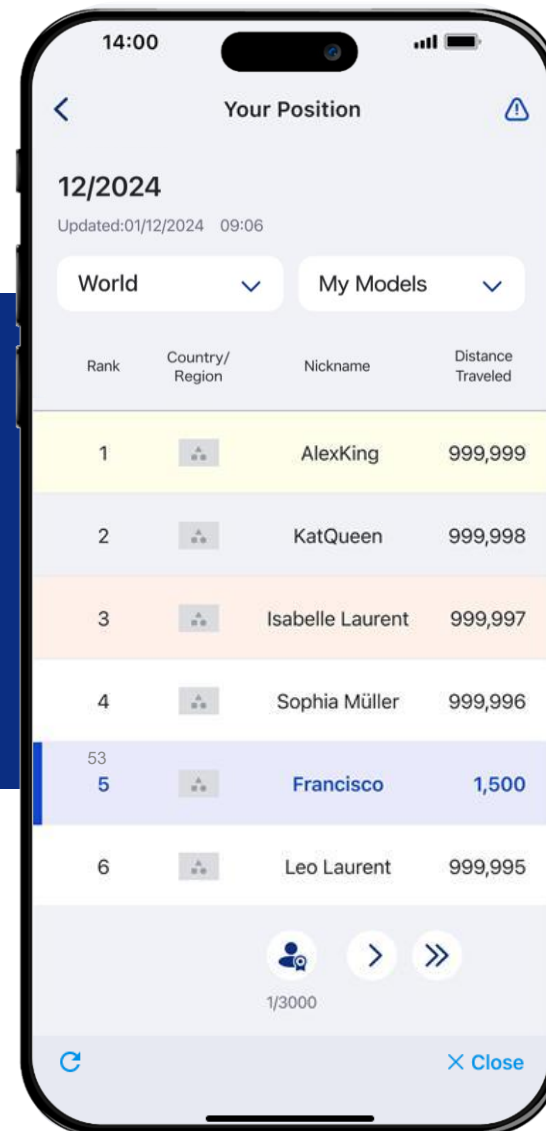 14:00
Your Position
12/2024
Updated:01/12/2024 09:06
World My Models
Rank Country/ Region Nickname Distance Traveled
1 AlexKing 999,999
2 KatQueen 999,998
3 Isabelle Laurent 999,997
4 Sophia Müller 999,996
53
5 Francisco 1,500
6 Leo Laurent 999,995
1/3000
Close